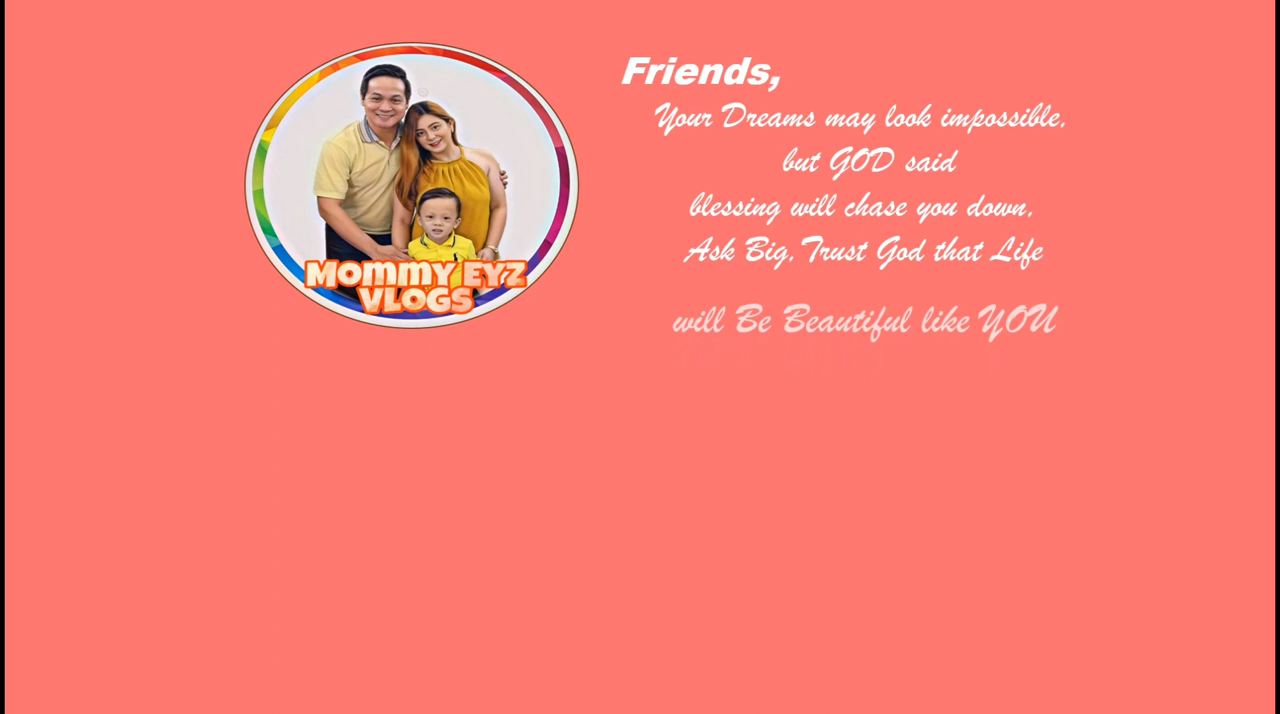 Friends,
Your Dreams may look impossible,
but GOD said
blessing will chase you down,
Ask Big, Trust God that Life
will Be Beautiful like YOU
MOMMY EYZ
VLOGS